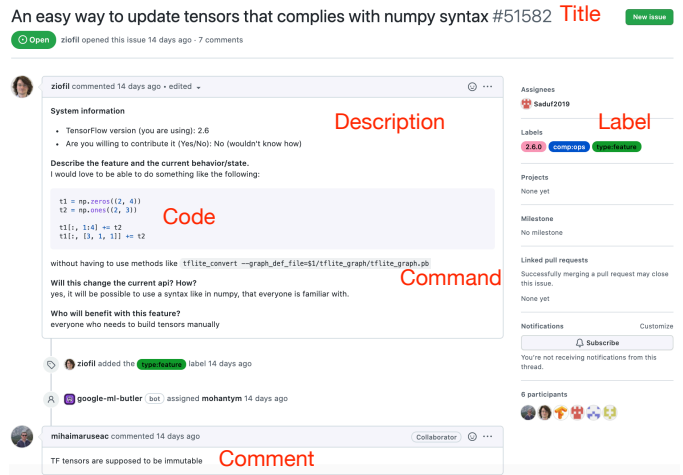 An easy way to update tensors that complies with numpy syntax #51582 Title
New issue
Open ziofil opened this issue 14 days ago · 7 comments
ziofil commented 14 days ago • edited
System information
Description
• TensorFlow version (you are using): 2.6
• Are you willing to contribute it (Yes/No): No (wouldn't know how)
Describe the feature and the current behavior/state.
I would love to be able to do something like the following:
t1 = np.zeros((2, 4))
t2 = np.ones((2, 3))
Code
t1[:, 1:4] += t2
t1[:, [3, 1, 1]] += t2
without having to use methods like tflite_convert --graph_def_file=$1/tflite_graph/tflite_graph.pb
Command
Will this change the current api? How?
yes, it will be possible to use a syntax like in numpy, that everyone is familiar with.
Who will benefit with this feature?
everyone who needs to build tensors manually
ziofil added the type:feature label 14 days ago
google-ml-butler bot assigned mohantym 14 days ago
mihaimaruseac commented 14 days ago Collaborator
TF tensors are supposed to be immutable Comment
Assignees
Saduf2019
Labels
Label
2.6.0 comp:ops type:feature
Projects
None yet
Milestone
No milestone
Linked pull requests
Successfully merging a pull request may close
this issue.
None yet
Notifications Customize
Subscribe
You're not receiving notifications from this
thread.
6 participants